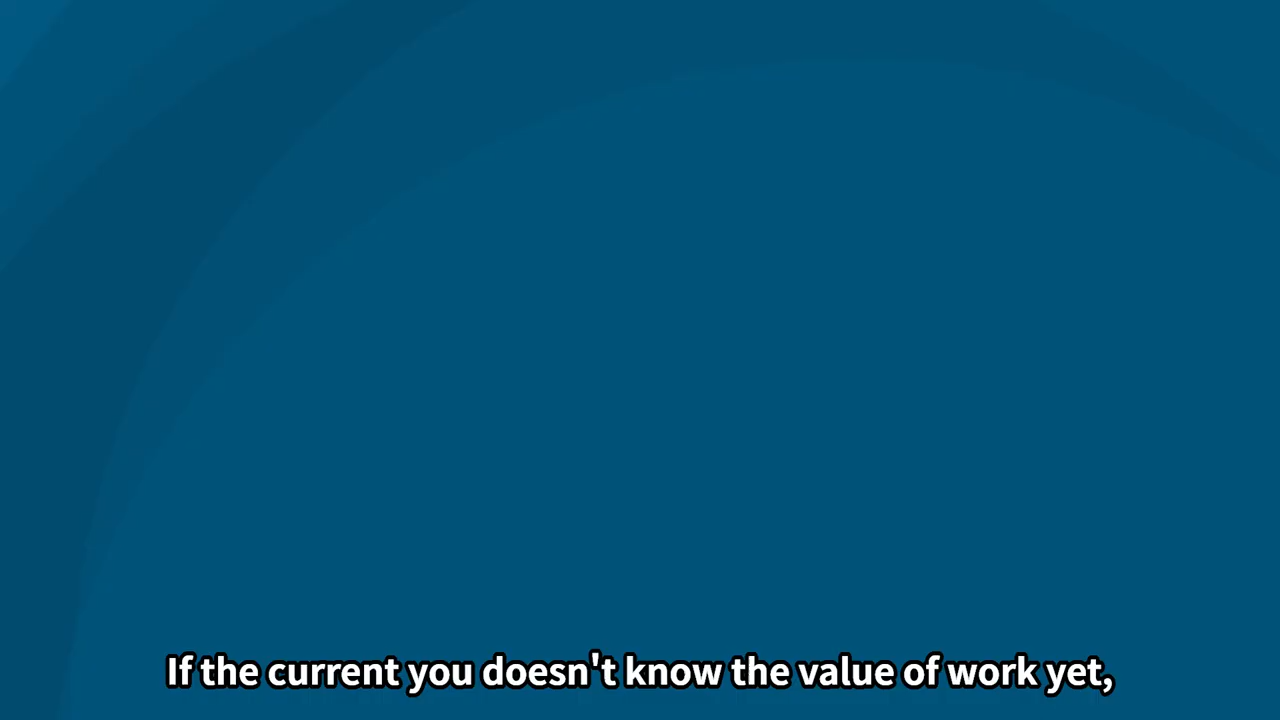 If the current you doesn't know the value of work yet,